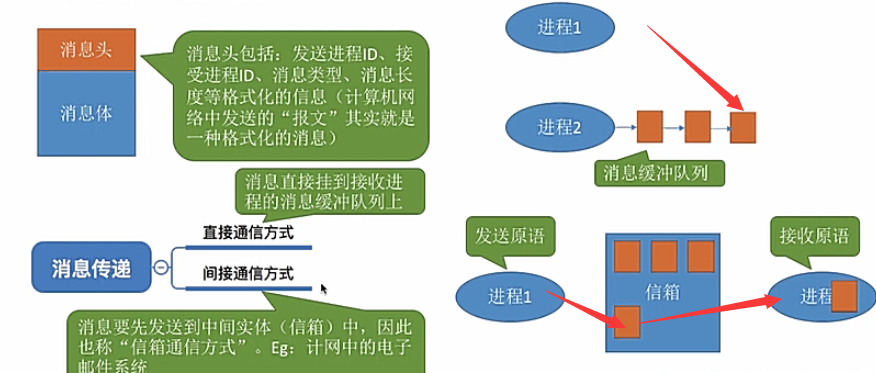 消息头
消息体
消息头包括：发送进程ID、接
受进程ID、消息类型、消息长
度等格式化的信息（计算机网
络中发送的“报文”其实就是
一种格式化的消息）
进程1
进程2
消息缓冲队列
消息直接挂到接收进
程的消息缓冲队列上
消息传递
直接通信方式
间接通信方式
消息要先发送到中间实体（信箱）中，因此
也称“信箱通信方式”。Eg：计网中的电子
邮件系统
发送原语
接收原语
进程1
信箱
进程